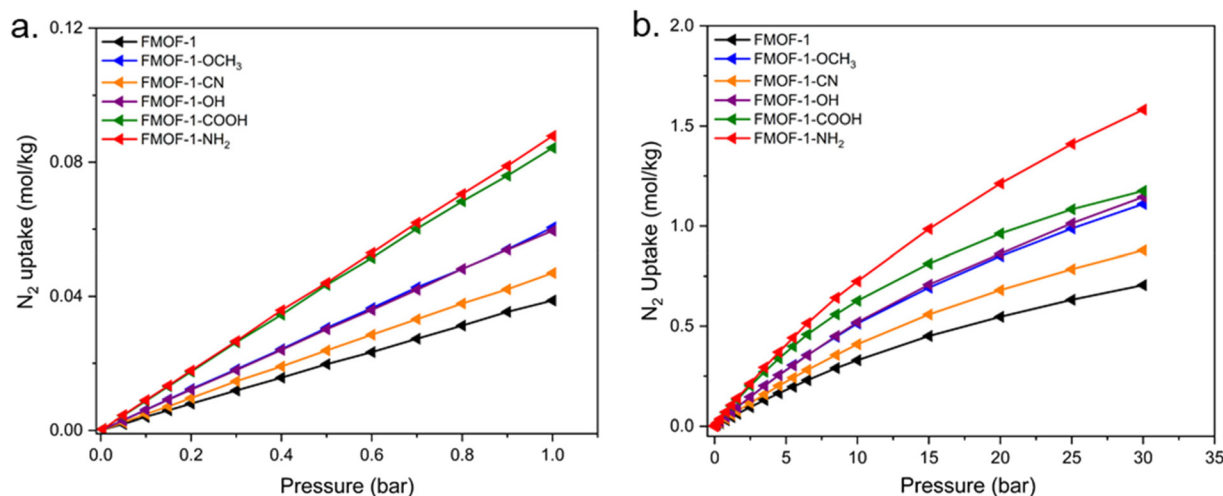 a.
0.12
0.08
0.04
0.00
N₂ uptake (mol/kg)
FMOF-1
FMOF-1-OCH₃
FMOF-1-CN
FMOF-1-OH
FMOF-1-COOH
FMOF-1-NH₂
0.0 0.2 0.4 0.6 0.8 1.0
Pressure (bar)
b.
2.0
1.5
1.0
0.5
0.0
N₂ Uptake (mol/kg)
FMOF-1
FMOF-1-OCH₃
FMOF-1-CN
FMOF-1-OH
FMOF-1-COOH
FMOF-1-NH₂
0 5 10 15 20 25 30 35
Pressure (bar)